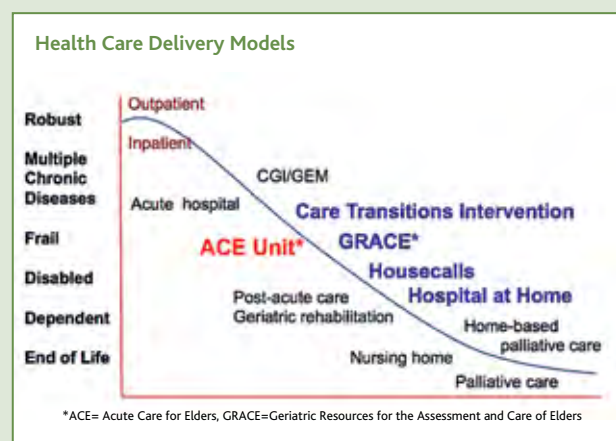 Health Care Delivery Models
Robust
Multiple
Chronic
Diseases
Frail
Disabled
Dependent
End of Life
Outpatient
Inpatient
CGI/GEM
Acute hospital
Care Transitions Intervention
ACE Unit*
GRACE*
Housecalls
Hospital at Home
Post-acute care
Geriatric rehabilitation
Home-based
palliative care
Nursing home
Palliative care
*ACE= Acute Care for Elders, GRACE=Geriatric Resources for the Assessment and Care of Elders